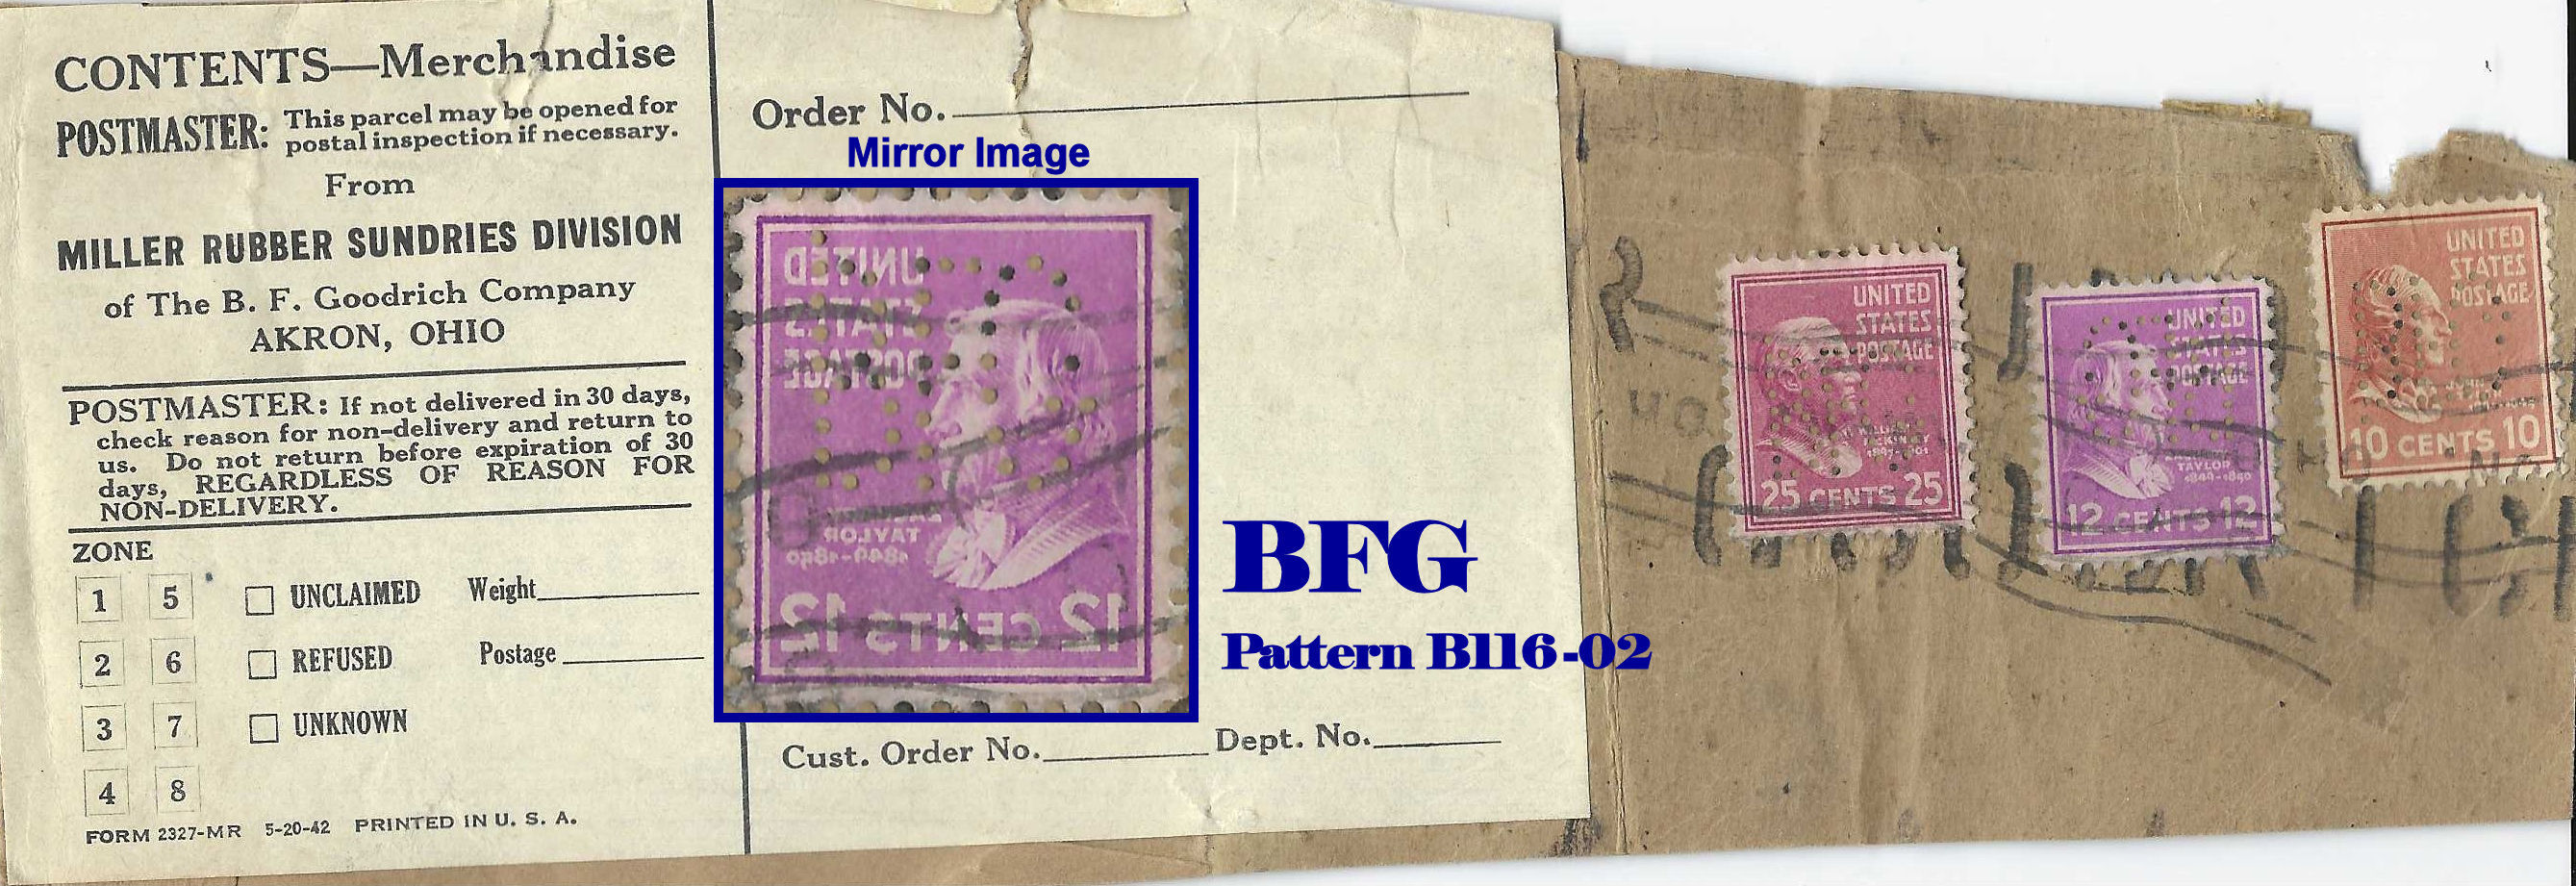 CONTENTS—Merchandise
POSTMASTER: This parcel may be opened for
postal inspection if necessary.
From
MILLER RUBBER SUNDRIES DIVISION
of The B. F. Goodrich Company
AKRON, OHIO
POSTMASTER: If not delivered in 30 days,
check reason for non-delivery and return to
us. Do not return before expiration of 30
days, REGARDLESS OF REASON FOR
NON-DELIVERY.
ZONE
1 5 UNCLAIMED Weight
2 6 REFUSED Postage
3 7 UNKNOWN
4 8
FORM 2327-MR 5-20-42 PRINTED IN U. S. A.
Order No.
Mirror Image
UNITED
STATES
POSTAGE
TAYLOR
1849-1850
12 CENTS 12
BFG
Pattern B116-02
Cust. Order No. Dept. No.
UNITED
STATES
POSTAGE
1897-1901
25 CENTS 25
UNITED
STATES
POSTAGE
TAYLOR
1849-1850
12 CENTS 12
UNITED
STATES
POSTAGE
JOHN
10 CENTS 10